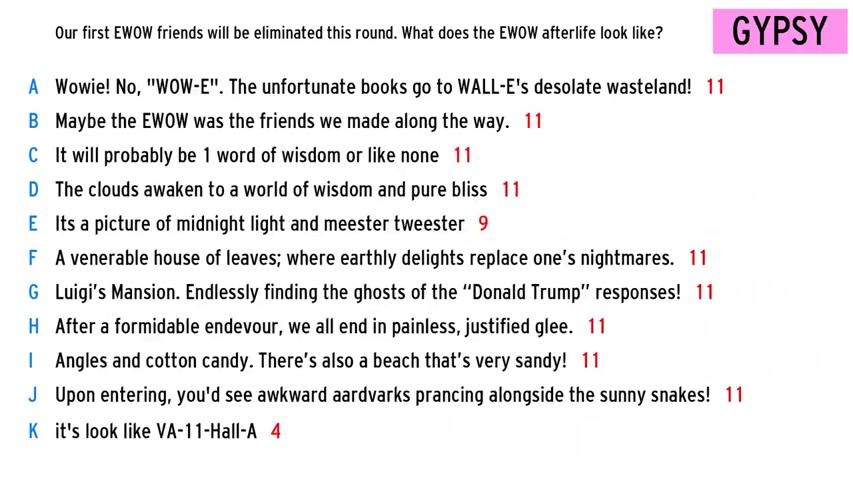 Our first EWOW friends will be eliminated this round. What does the EWOW afterlife look like? GYPSY
A Wowie! No, "WOW-E". The unfortunate books go to WALL-E's desolate wasteland! 11
B Maybe the EWOW was the friends we made along the way. 11
C It will probably be 1 word of wisdom or like none 11
D The clouds awaken to a world of wisdom and pure bliss 11
E Its a picture of midnight light and meester tweester 9
F A venerable house of leaves; where earthly delights replace one's nightmares. 11
G Luigi's Mansion. Endlessly finding the ghosts of the “Donald Trump” responses! 11
H After a formidable endevour, we all end in painless, justified glee. 11
I Angles and cotton candy. There's also a beach that's very sandy! 11
J Upon entering, you'd see awkward aardvarks prancing alongside the sunny snakes! 11
K it's look like VA-11-Hall-A 4